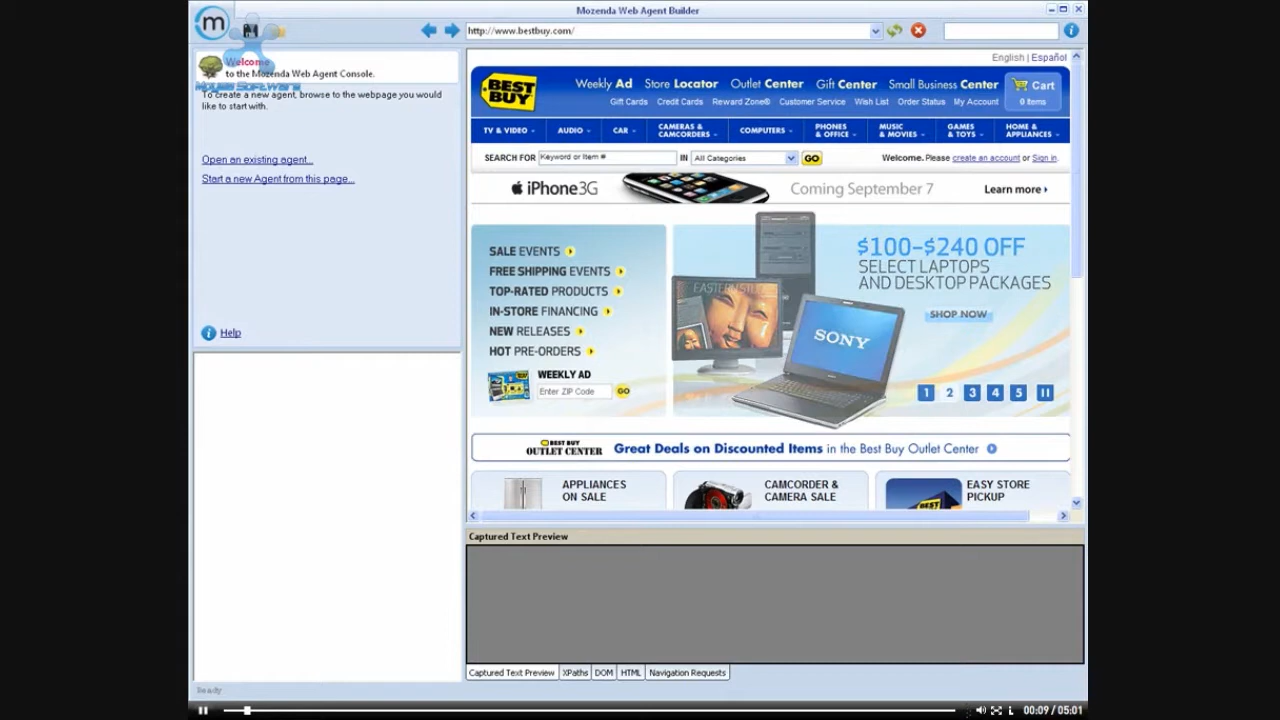 Mozenda Web Agent Builder
m
http://www.bestbuy.com/
Welcome
to the Mozenda Web Agent Console.
To create a new agent, browse to the webpage you would
like to start with.
Open an existing agent...
Start a new Agent from this page...
Help
English | Español
BEST BUY
Weekly Ad Store Locator Outlet Center Gift Center Small Business Center Cart
Gift Cards Credit Cards Reward Zone® Customer Service Wish List Order Status My Account 0 Items
TV & VIDEO AUDIO CAR CAMERAS & CAMCORDERS COMPUTERS PHONES & OFFICE MUSIC & MOVIES GAMES & TOYS HOME & APPLIANCES
SEARCH FOR Keyword or Item # IN All Categories GO Welcome. Please create an account or Sign in.
iPhone3G Coming September 7 Learn more
SALE EVENTS
FREE SHIPPING EVENTS
TOP-RATED PRODUCTS
IN-STORE FINANCING
NEW RELEASES
HOT PRE-ORDERS
WEEKLY AD
Enter ZIP Code GO
$100-$240 OFF
SELECT LAPTOPS
AND DESKTOP PACKAGES
SHOP NOW
SONY
1 2 3 4 5
BEST BUY
OUTLET CENTER
Great Deals on Discounted Items in the Best Buy Outlet Center
APPLIANCES
ON SALE
CAMCORDER &
CAMERA SALE
EASY STORE
PICKUP
BEST
Captured Text Preview
Captured Text Preview XPaths DOM HTML Navigation Requests
Ready
00:09 / 05:01